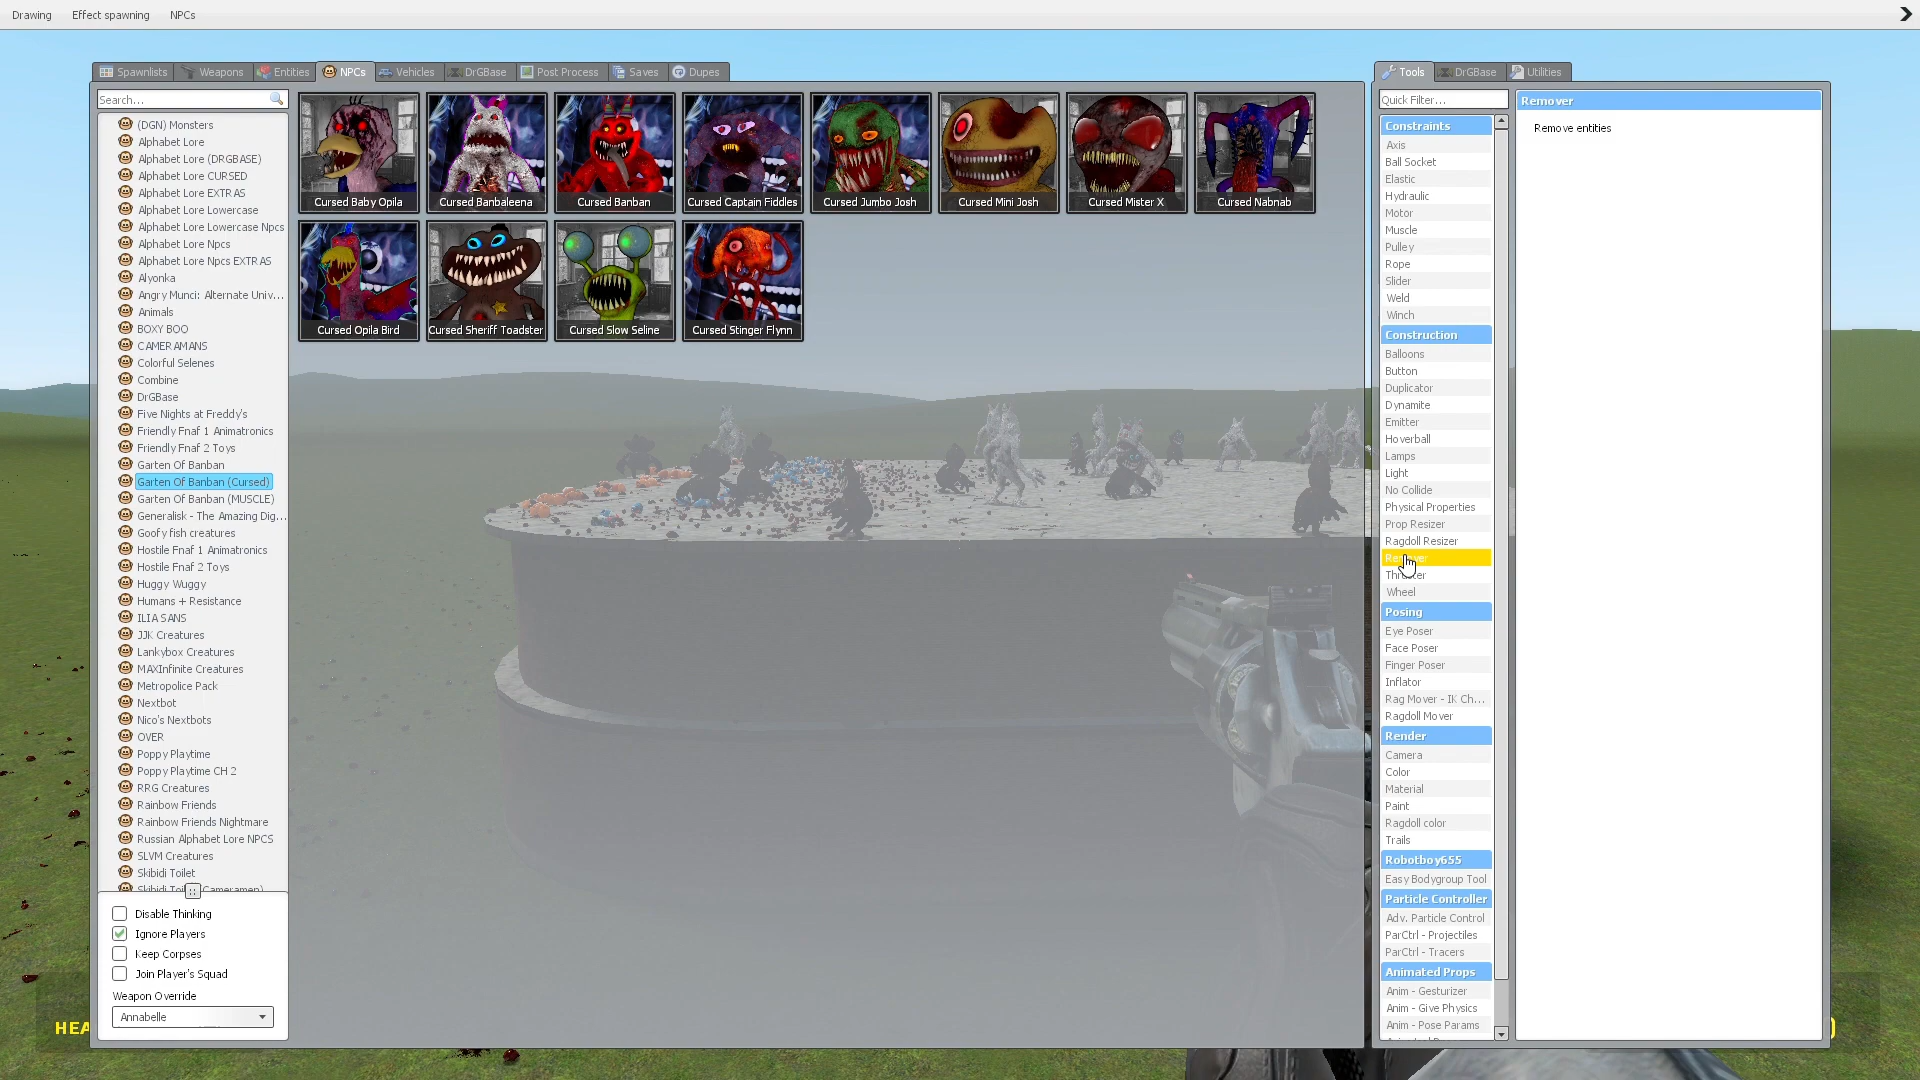 Drawing
Effect spawning
NPCs
Spawnlists
Weapons
Entities
NPCs
Vehicles
DrGBase
Post Process
Saves
Dupes
Search...
(DGN) Monsters
Alphabet Lore
Alphabet Lore (DRGBASE)
Alphabet Lore CURSED
Alphabet Lore EXTRAS
Alphabet Lore Lowercase
Alphabet Lore Lowercase Npcs
Alphabet Lore Npcs
Alphabet Lore Npcs EXTRAS
Alyonka
Angry Munci: Alternate Univ...
Animals
BOXY BOO
CAMERAMANS
Colorful Selenes
Combine
DrGBase
Five Nights at Freddy's
Friendly Fnaf 1 Animatronics
Friendly Fnaf 2 Toys
Garten Of Banban
Garten Of Banban (Cursed)
Garten Of Banban (MUSCLE)
Generalisk - The Amazing Dig...
Goofy fish creatures
Hostile Fnaf 1 Animatronics
Hostile Fnaf 2 Toys
Huggy Wuggy
Humans + Resistance
ILIA SANS
JJK Creatures
Lankybox Creatures
MAXInfinite Creatures
Metropolice Pack
Nextbot
Nico's Nextbots
OVER
Poppy Playtime
Poppy Playtime CH 2
RRG Creatures
Rainbow Friends
Rainbow Friends Nightmare
Russian Alphabet Lore NPCS
SLVM Creatures
Skibidi Toilet
Disable Thinking
Ignore Players
Keep Corpses
Join Player's Squad
Weapon Override
Annabelle
Cursed Baby Opila
Cursed Banbaleena
Cursed Banban
Cursed Captain Fiddles
Cursed Jumbo Josh
Cursed Mini Josh
Cursed Mister X
Cursed Nabnab
Cursed Opila Bird
Cursed Sheriff Toadster
Cursed Slow Seline
Cursed Stinger Flynn
HEA
Tools
DrGBase
Utilities
Quick Filter...
Constraints
Axis
Ball Socket
Elastic
Hydraulic
Motor
Muscle
Pulley
Rope
Slider
Weld
Winch
Construction
Balloons
Button
Duplicator
Dynamite
Emitter
Hoverball
Lamps
Light
No Collide
Physical Properties
Prop Resizer
Ragdoll Resizer
Remover
Thruster
Wheel
Posing
Eye Poser
Face Poser
Finger Poser
Inflator
Rag Mover - IK Ch...
Ragdoll Mover
Render
Camera
Color
Material
Paint
Ragdoll color
Trails
Robotboy655
Easy Bodygroup Tool
Particle Controller
Adv. Particle Control
ParCtrl - Projectiles
ParCtrl - Tracers
Animated Props
Anim - Gesturizer
Anim - Give Physics
Anim - Pose Params
Remover
Remove entities